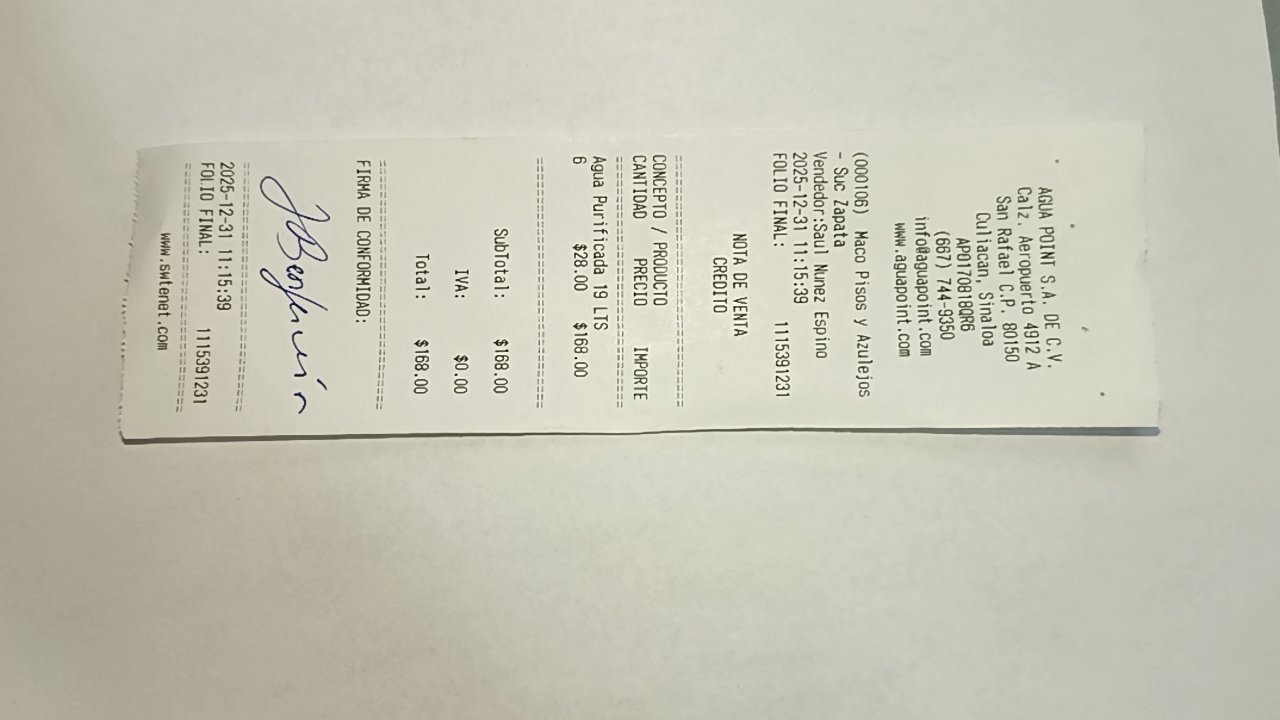 AGUA POINT S.A. DE C.V.
Calz. Aeropuerto 4912 A
San Rafael C.P. 80150
Culiacan, Sinaloa
APO170818QR6
(667) 744-9350
info@aguapoint.com
www.aguapoint.com
(000106) Maco Pisos y Azulejos
- Suc Zapata
Vendedor:Saul Nunez Espino
2025-12-31 11:15:39
FOLIO FINAL: 1115391231
NOTA DE VENTA
CREDITO
CONCEPTO / PRODUCTO
CANTIDAD PRECIO IMPORTE
Agua Purificada 19 LTS
6 $28.00 $168.00
SubTotal: $168.00
IVA: $0.00
Total: $168.00
FIRMA DE CONFORMIDAD:
2025-12-31 11:15:39
FOLIO FINAL: 1115391231
www.swtenet.com